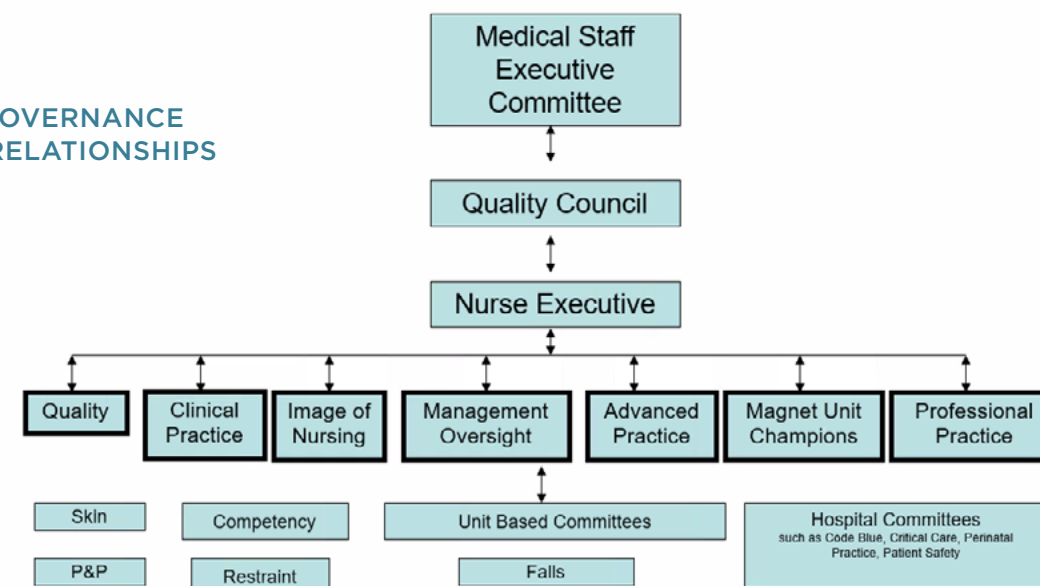 Medical Staff
Executive
Committee
OVERNANCE
RELATIONSHIPS
Quality Council
Nurse Executive
Quality
Clinical
Practice
Image of
Nursing
Management
Oversight
Advanced
Practice
Magnet Unit
Champions
Professional
Practice
Skin
Competency
Unit Based Committees
Hospital Committees
such as Code Blue, Critical Care, Perinatal
Practice, Patient Safety
P&P
Restraint
Falls